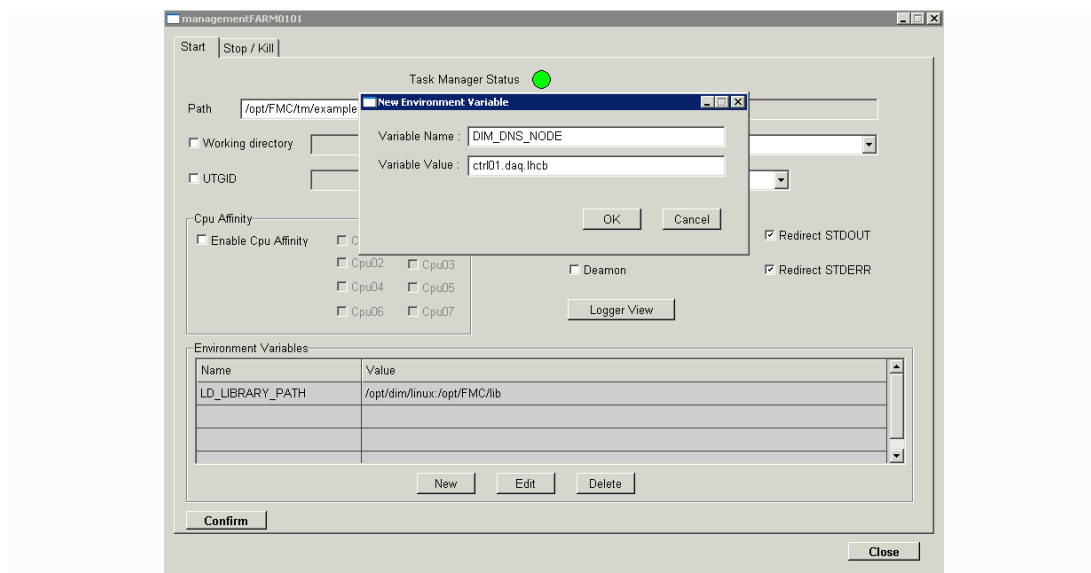 managementFARM0101
Start Stop / Kill
Task Manager Status
Path /opt/FMC/tm/example
New Environment Variable
Variable Name : DIM_DNS_NODE
Working directory
Variable Value : ctrl01.daq.lhcb
UTGID
OK Cancel
Cpu Affinity
Enable Cpu Affinity
Redirect STDOUT
Cpu02 Cpu03
Deamon
Redirect STDERR
Cpu04 Cpu05
Cpu06 Cpu07
Logger View
Environment Variables
Name Value
LD_LIBRARY_PATH /opt/dim/linux:/opt/FMC/lib
New Edit Delete
Confirm
Close